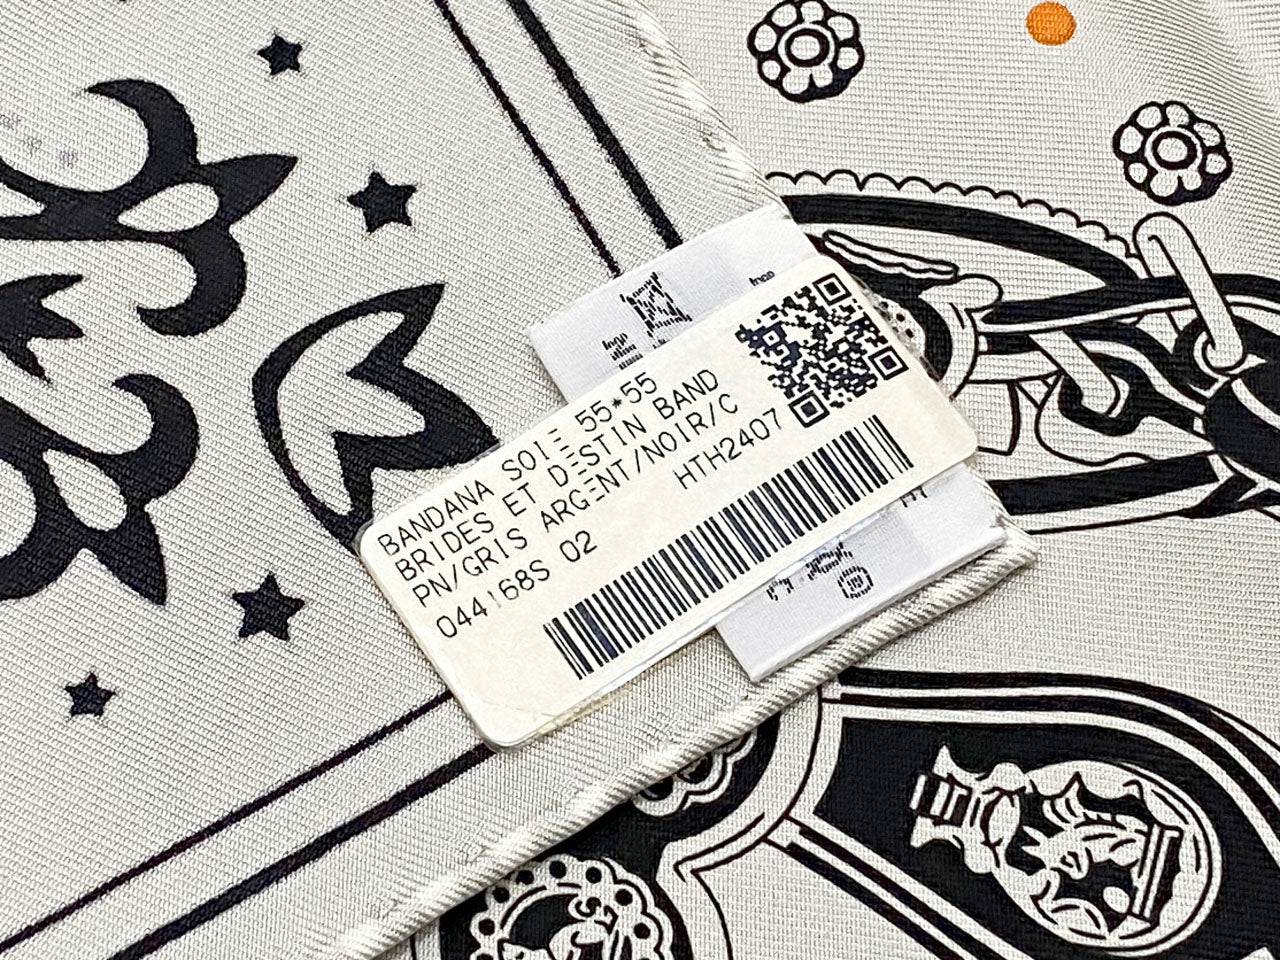 BANDANA SOIE 55*55
BRIDES ET DESTIN BAND
PN/GRIS ARGENT/NOIR/C
044168S 02 HTH2407